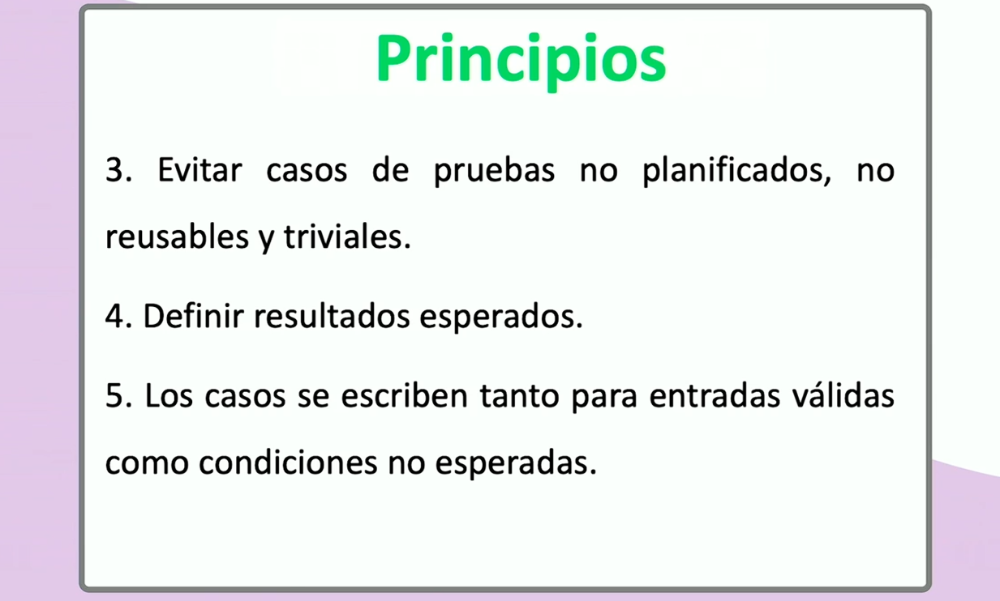 Principios
3. Evitar casos de pruebas no planificados, no
reusables y triviales.
4. Definir resultados esperados.
5. Los casos se escriben tanto para entradas válidas
como condiciones no esperadas.